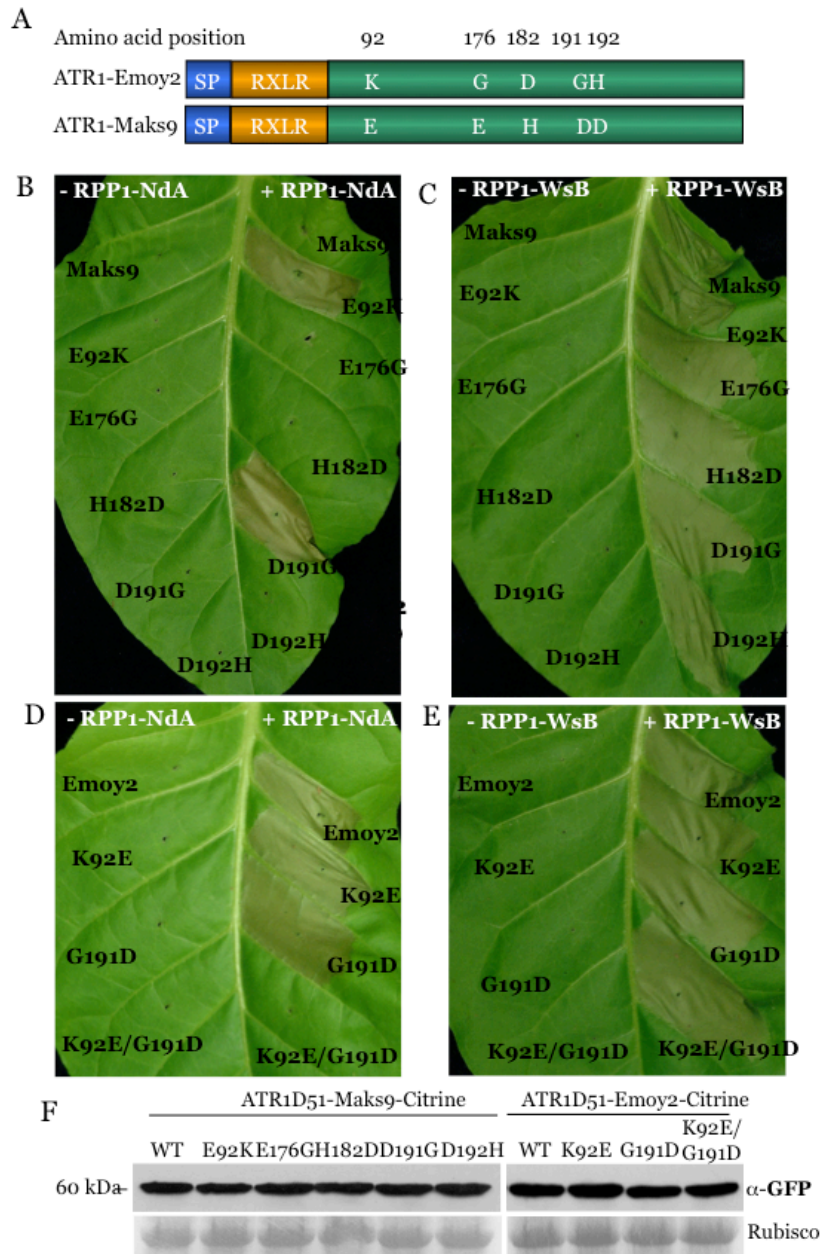 A
Amino acid position 92 176 182 191 192
ATR1-Emoy2 SP RXLR K G D GH
ATR1-Maks9 SP RXLR E E H DD
B
- RPP1-NdA + RPP1-NdA
Maks9
Maks9
E92K
E92K
E176G
E176G
H182D
H182D
D191G
D191G
D192H
D192H
C
- RPP1-WsB + RPP1-WsB
Maks9
Maks9
E92K
E92K
E176G
E176G
H182D
H182D
D191G
D191G
D192H
D192H
D
- RPP1-NdA + RPP1-NdA
Emoy2
Emoy2
K92E
K92E
G191D
G191D
K92E/G191D
K92E/G191D
E
- RPP1-WsB + RPP1-WsB
Emoy2
Emoy2
K92E
K92E
G191D
G191D
K92E/G191D
K92E/G191D
F
ATR1D51-Maks9-Citrine ATR1D51-Emoy2-Citrine
WT E92K E176G H182D D191G D192H WT K92E G191D K92E/
G191D
60 kDa α-GFP
Rubisco